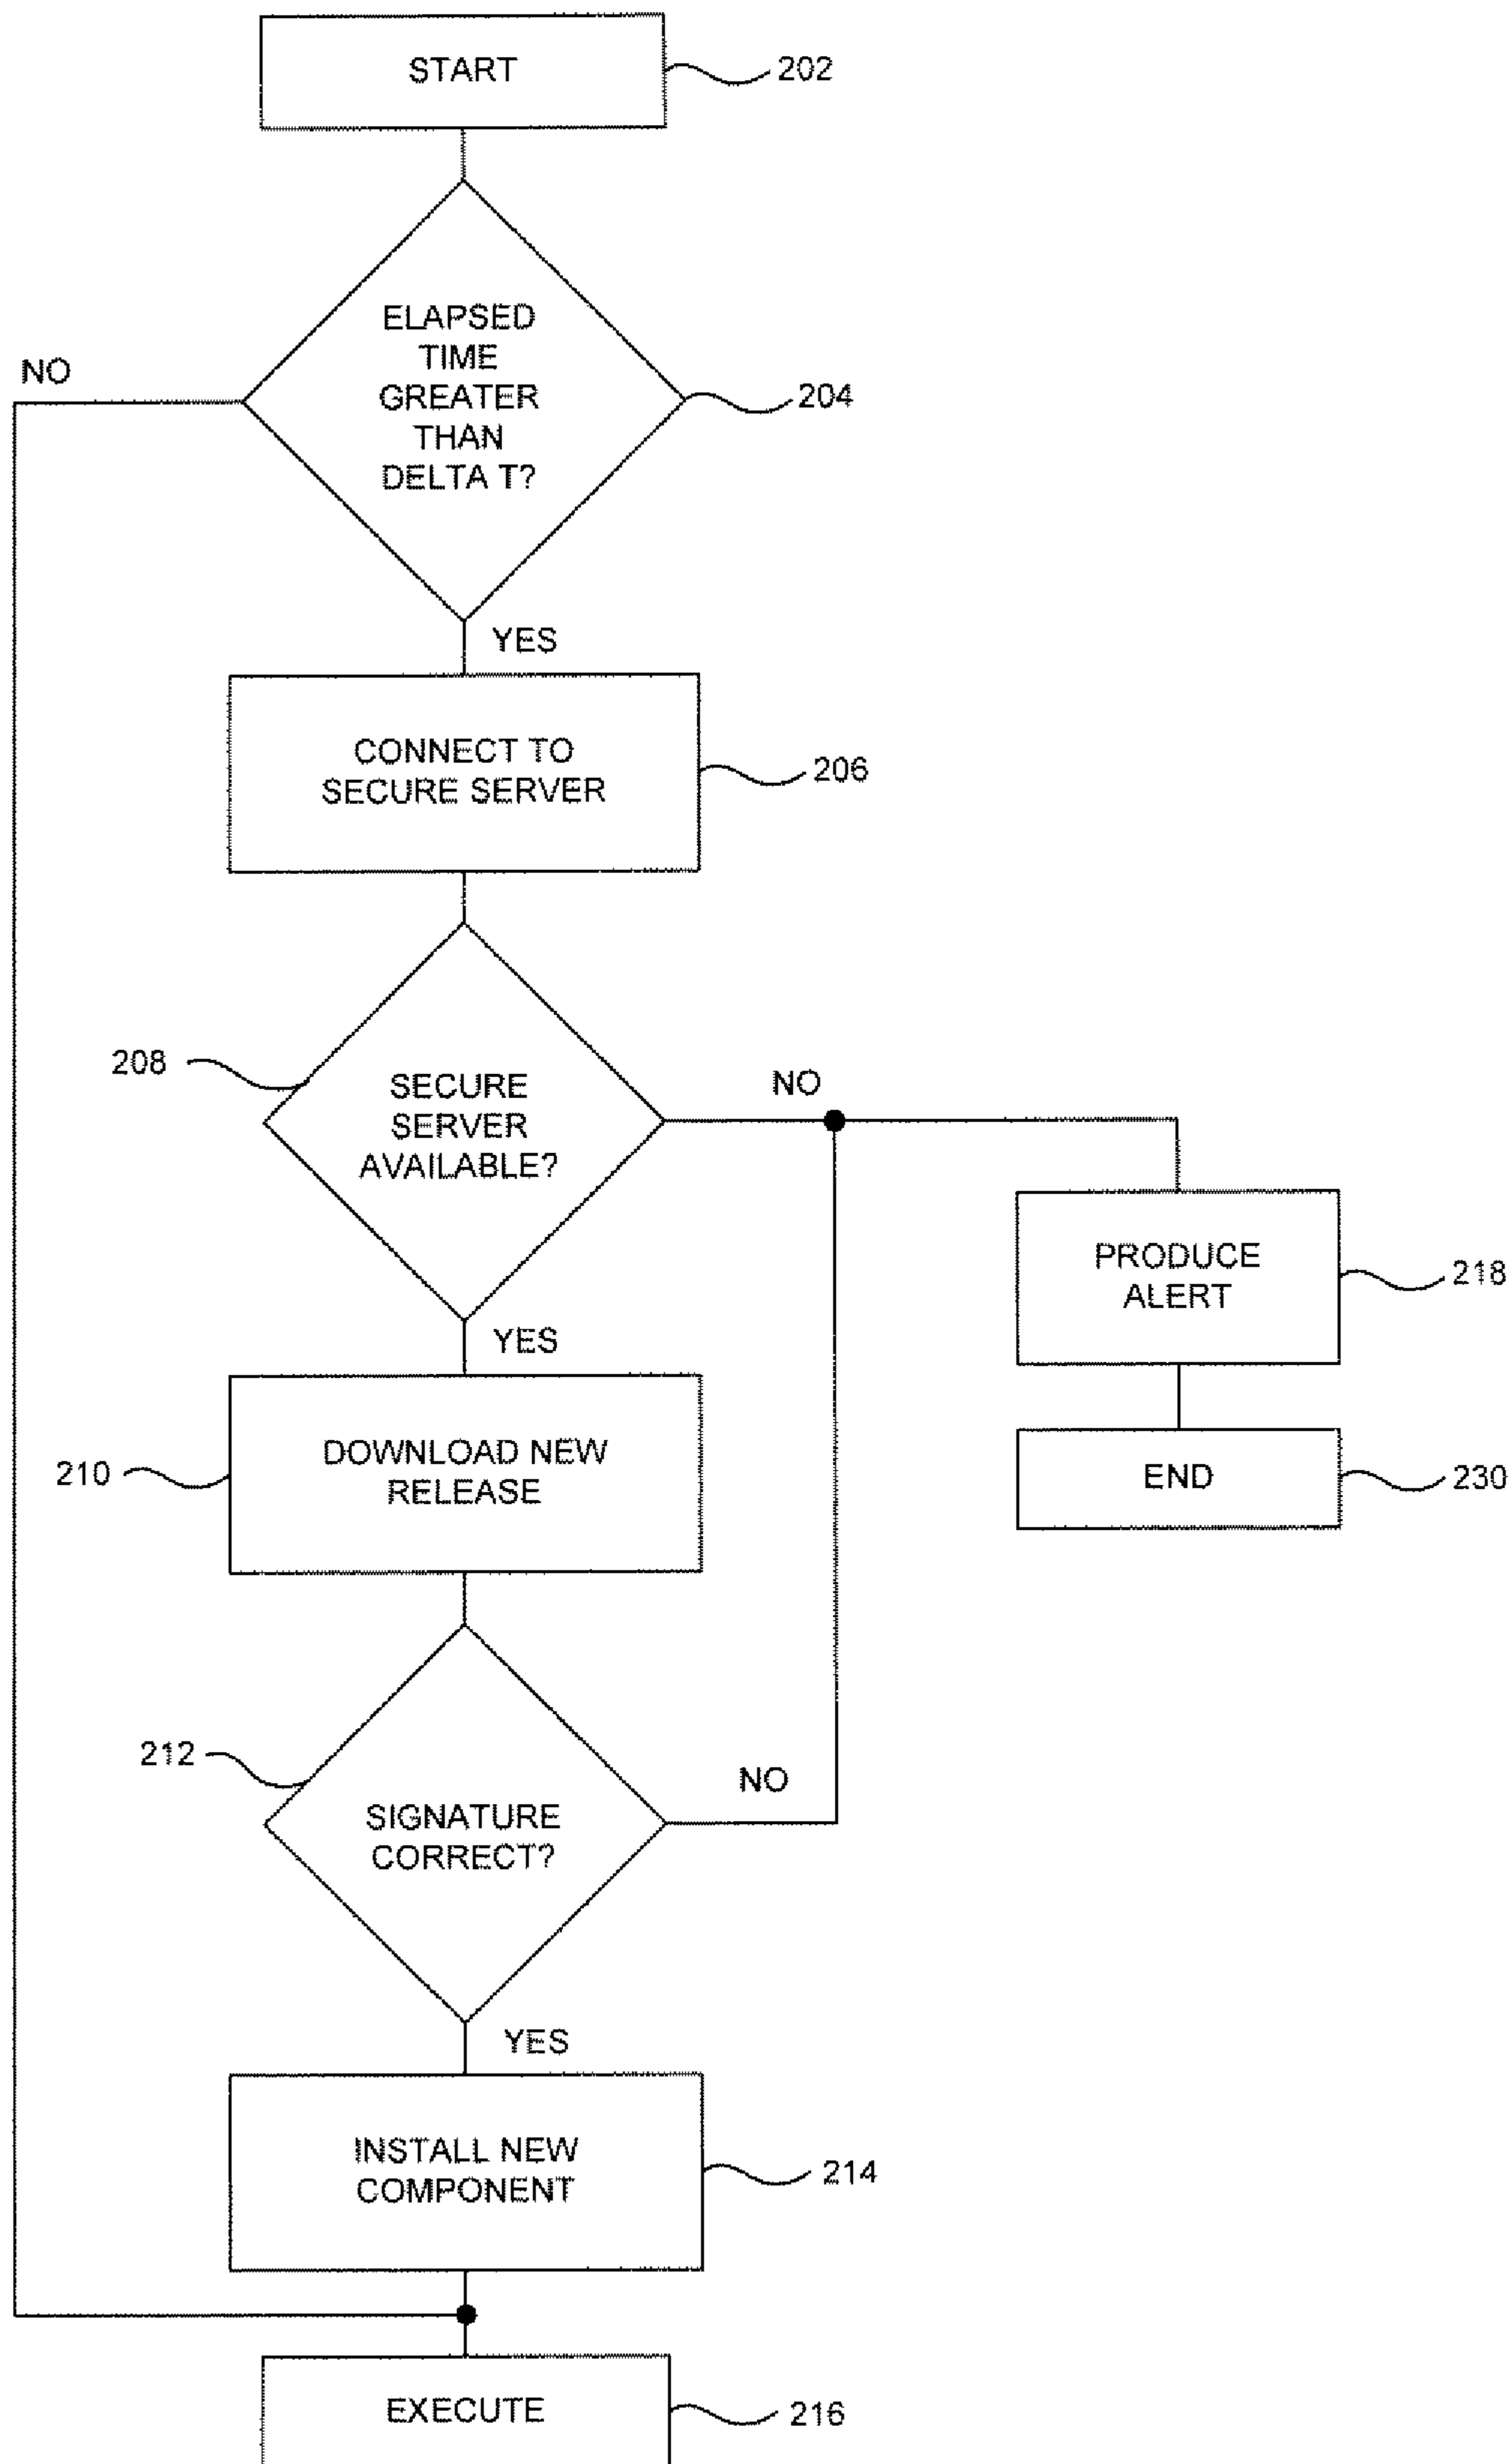 START
202
ELAPSED
TIME
GREATER
THAN
DELTA T?
204
NO
YES
CONNECT TO
SECURE SERVER
206
208
SECURE
SERVER
AVAILABLE?
NO
YES
PRODUCE
ALERT
218
END
230
210
DOWNLOAD NEW
RELEASE
212
SIGNATURE
CORRECT?
NO
YES
INSTALL NEW
COMPONENT
214
EXECUTE
216